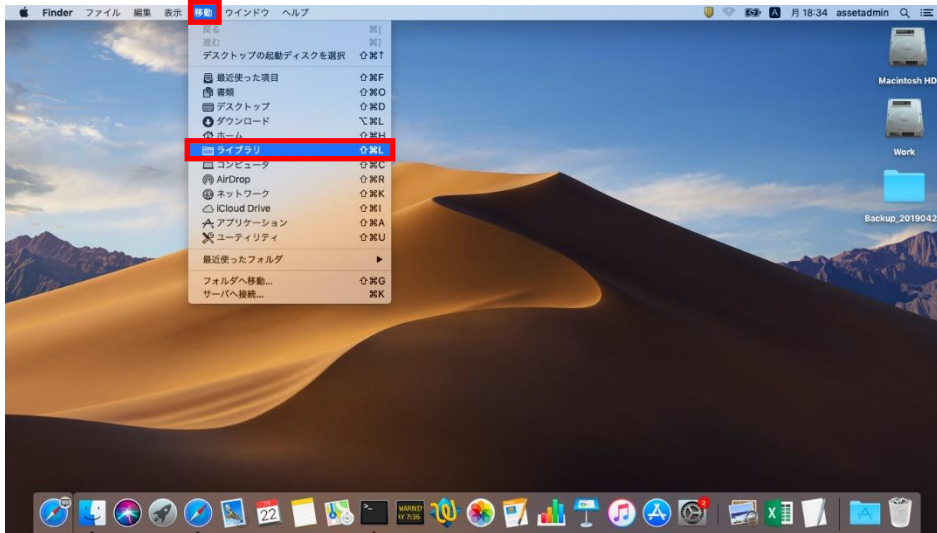 Finder ファイル 編集 表示 移動 ウインドウ ヘルプ
月 18:34 assetadmin
戻る ⌘[
進む ⌘]
デスクトップの起動ディスクを選択 ⇧⌘↑
最近使った項目 ⇧⌘F
書類 ⇧⌘O
デスクトップ ⇧⌘D
ダウンロード ⌥⌘L
ホーム ⇧⌘H
ライブラリ ⇧⌘L
コンピュータ ⇧⌘C
AirDrop ⇧⌘R
ネットワーク ⇧⌘K
iCloud Drive ⇧⌘I
アプリケーション ⇧⌘A
ユーティリティ ⇧⌘U
最近使ったフォルダ
フォルダへ移動... ⇧⌘G
サーバへ接続... ⌘K
Macintosh HD
Work
Backup_2019042
22
WARNIN